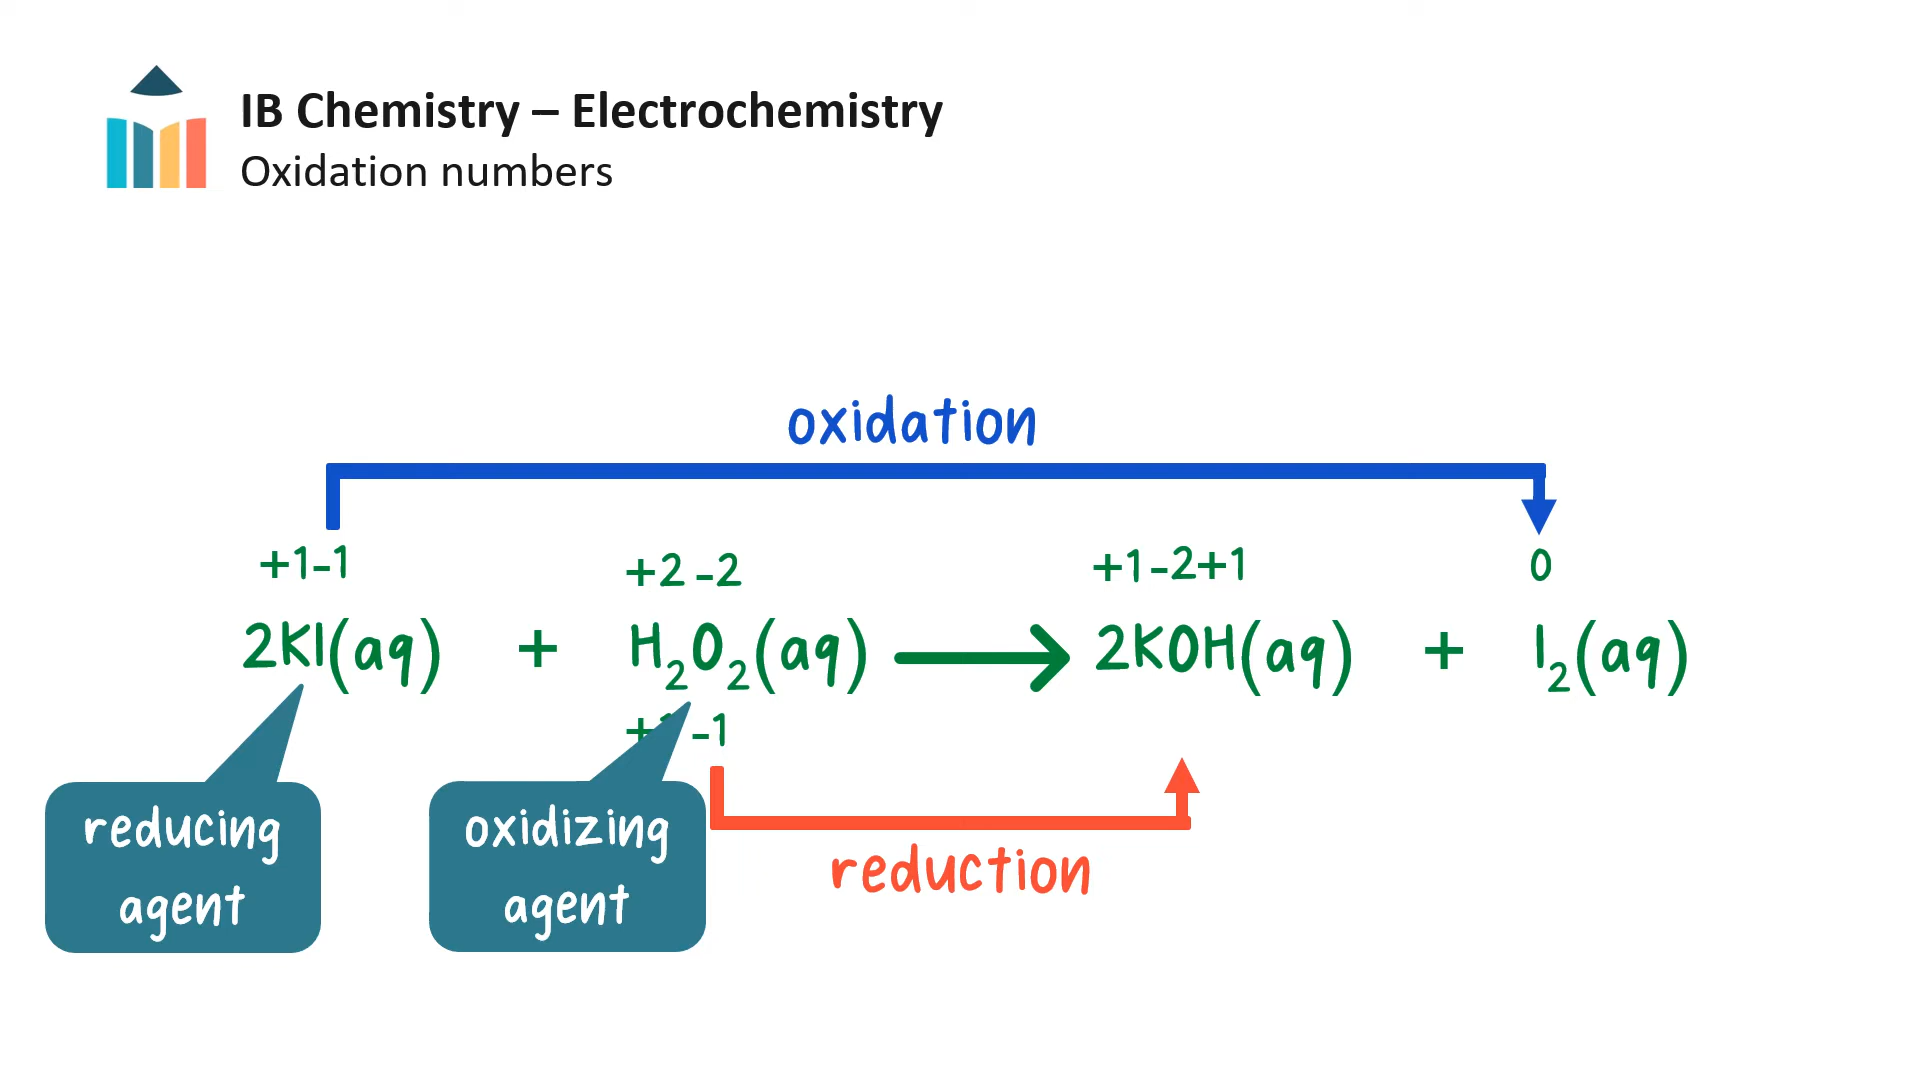 IB Chemistry – Electrochemistry
Oxidation numbers
oxidation
+1-1 +2 -2 +1-2+1 0
2KI(aq) + H₂O₂(aq) → 2KOH(aq) + I₂(aq)
-1
reducing agent
oxidizing agent
reduction